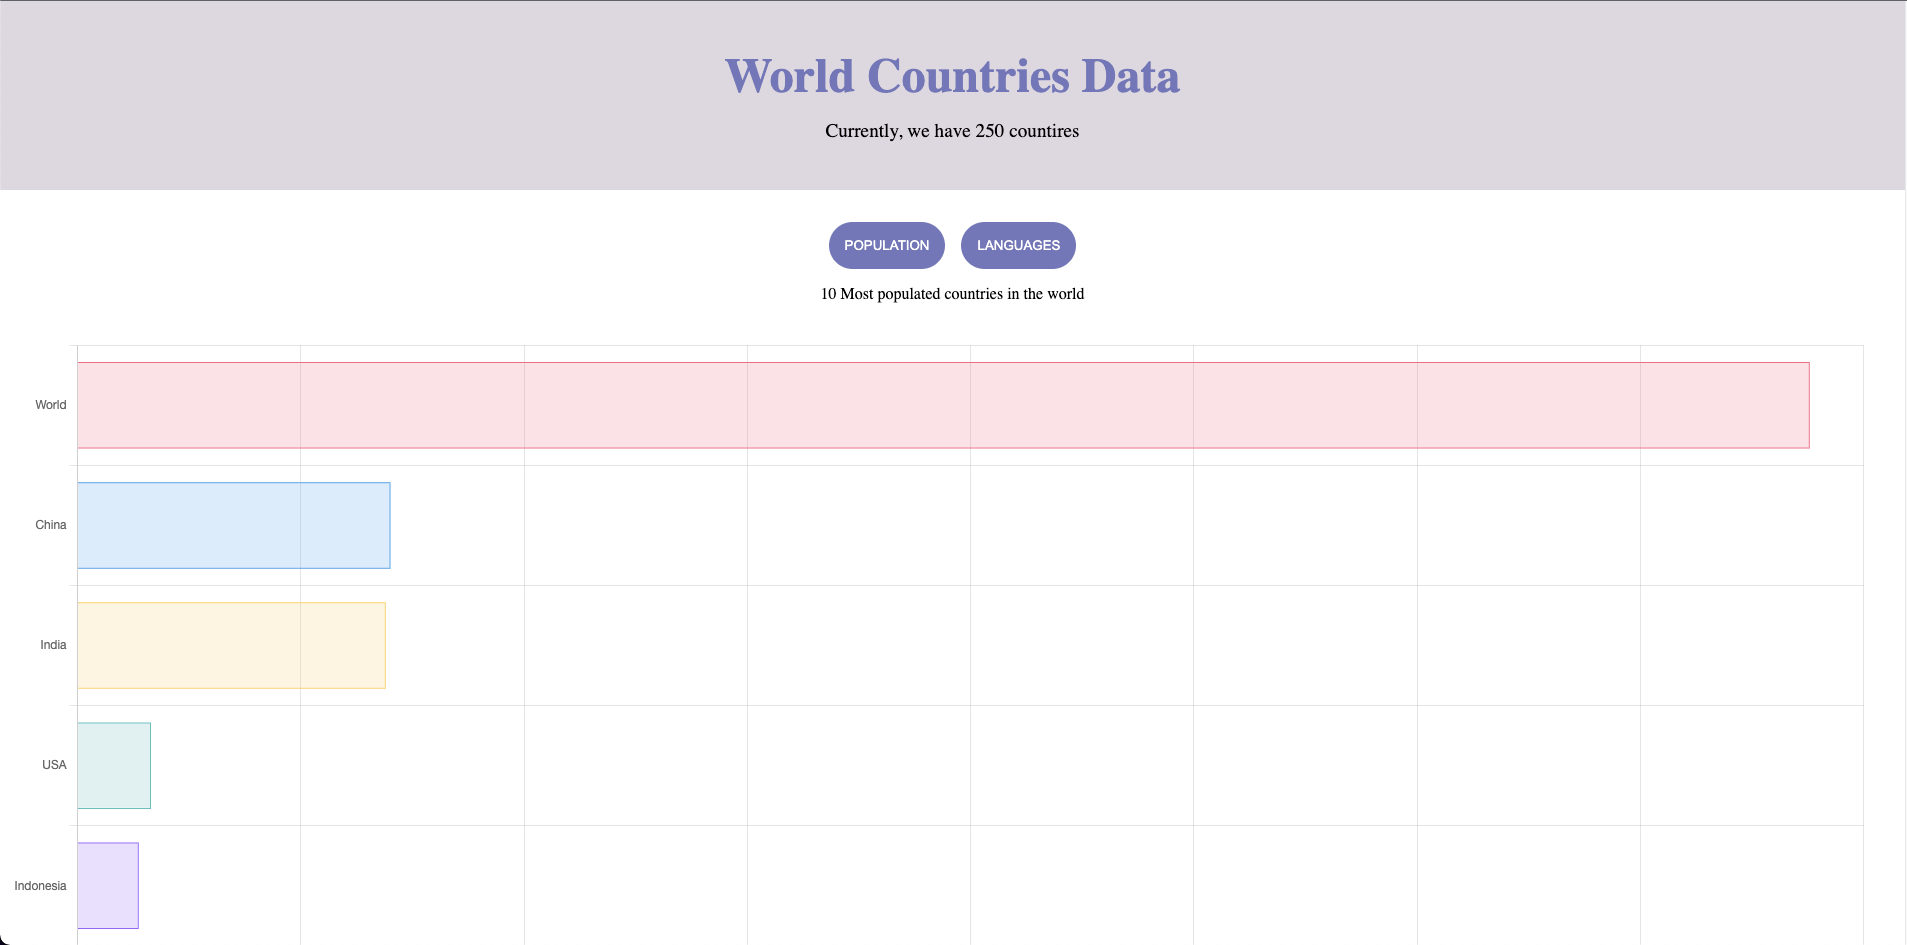 World Countries Data
Currently, we have 250 countires
POPULATION LANGUAGES
10 Most populated countries in the world
World
China
India
USA
Indonesia